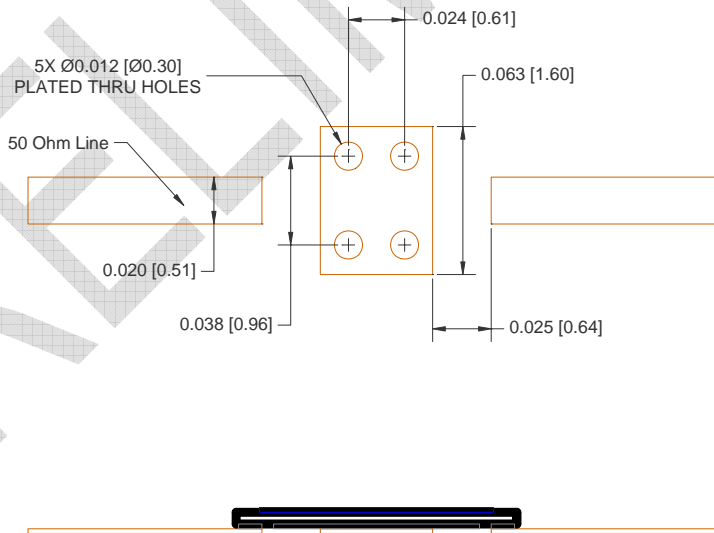 0.024 [0.61]
5X Ø0.012 [Ø0.30]
PLATED THRU HOLES
0.063 [1.60]
50 Ohm Line
0.020 [0.51]
0.038 [0.96]
0.025 [0.64]